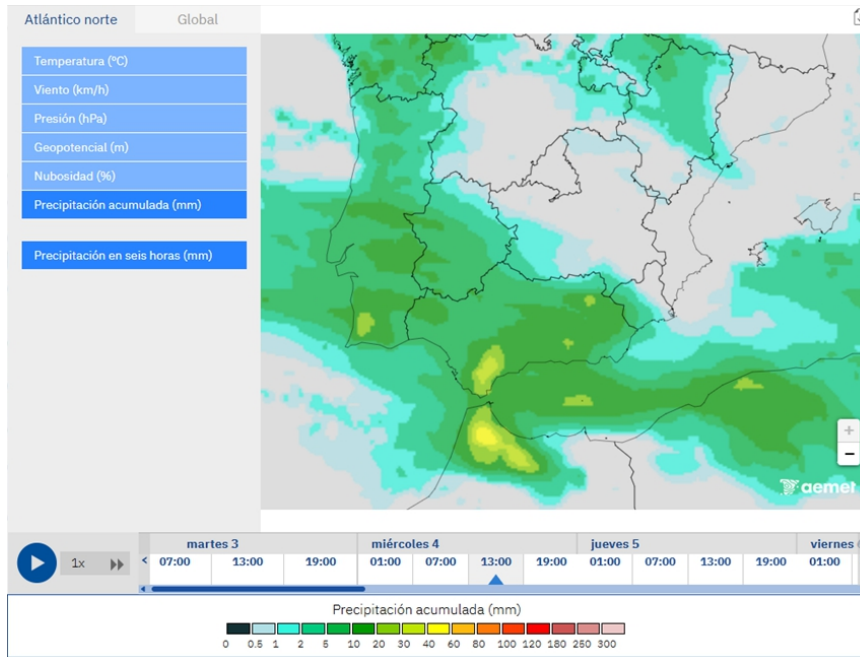 Atlántico norte Global
Temperatura (ºC)
Viento (km/h)
Presión (hPa)
Geopotencial (m)
Nubosidad (%)
Precipitación acumulada (mm)
Precipitación en seis horas (mm)
+
−
aemet
martes 3 miércoles 4 jueves 5 viernes
1x < 07:00 13:00 19:00 01:00 07:00 13:00 19:00 01:00 07:00 13:00 19:00 01:00
Precipitación acumulada (mm)
0 0.5 1 2 5 10 20 30 40 60 80 100 120 180 250 300